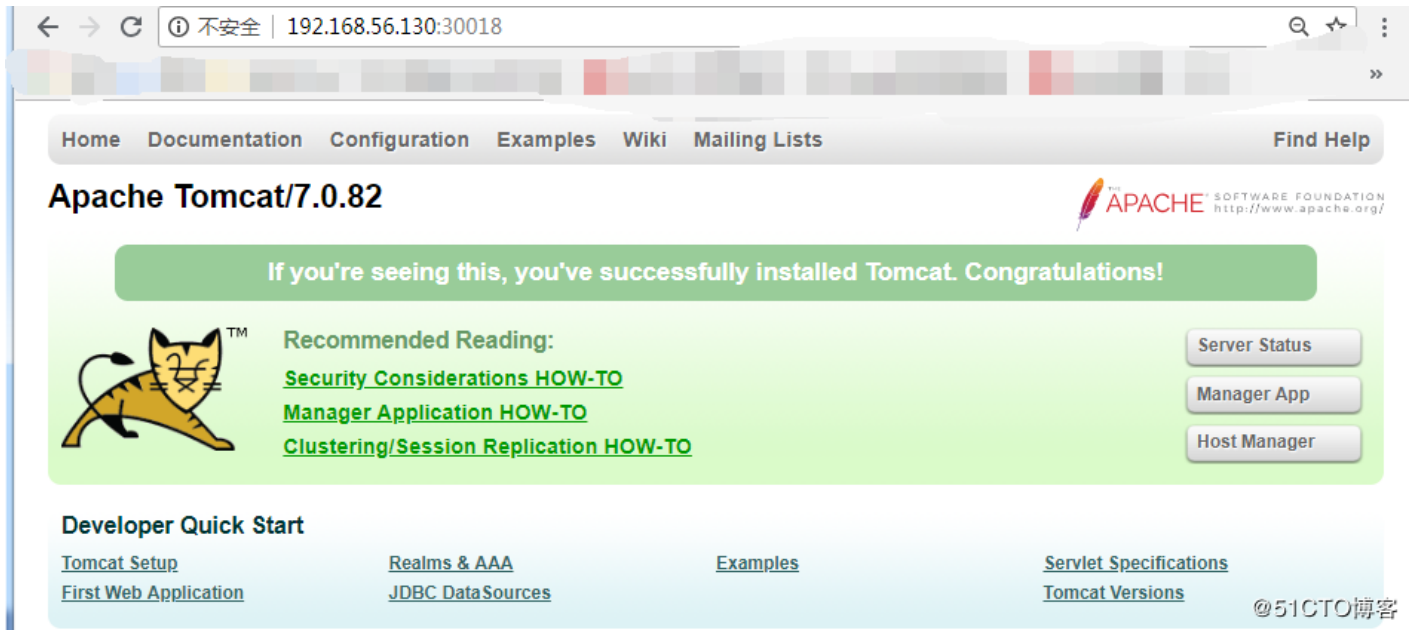 不安全 192.168.56.130:30018
»
Home Documentation Configuration Examples Wiki Mailing Lists Find Help
Apache Tomcat/7.0.82
THE APACHE SOFTWARE FOUNDATION
http://www.apache.org/
If you're seeing this, you've successfully installed Tomcat. Congratulations!
TM
Recommended Reading:
Security Considerations HOW-TO
Manager Application HOW-TO
Clustering/Session Replication HOW-TO
Server Status
Manager App
Host Manager
Developer Quick Start
Tomcat Setup Realms & AAA Examples Servlet Specifications
First Web Application JDBC DataSources Tomcat Versions
@51CTO博客